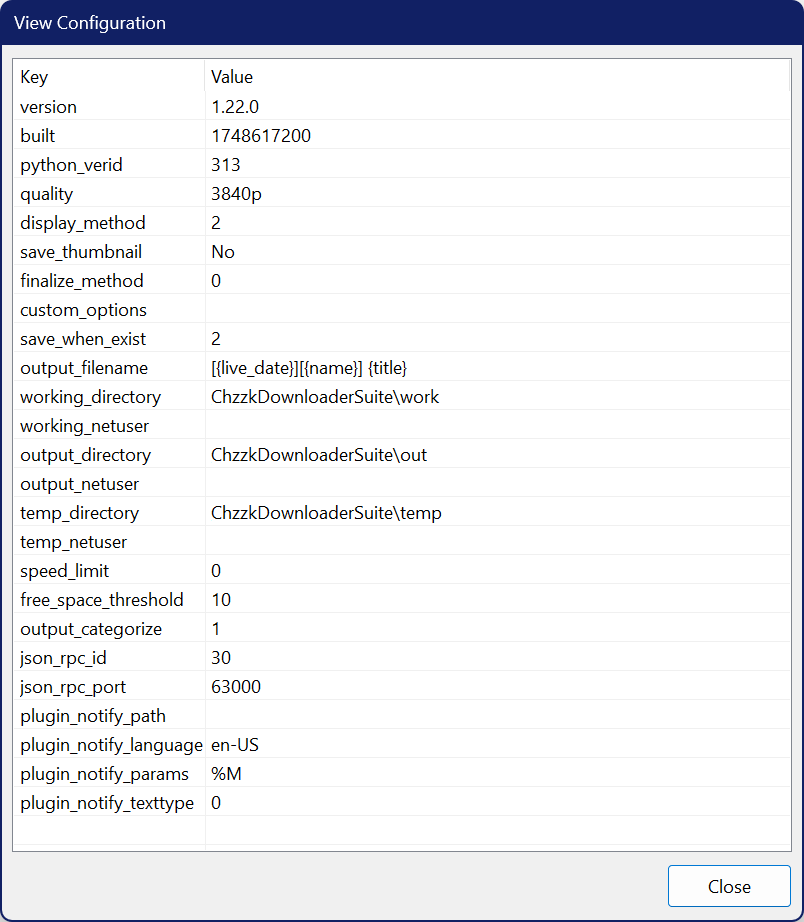 View Configuration
Key Value
version 1.22.0
built 1748617200
python_verid 313
quality 3840p
display_method 2
save_thumbnail No
finalize_method 0
custom_options
save_when_exist 2
output_filename [{live_date}][{name}] {title}
working_directory ChzzkDownloaderSuite\work
working_netuser
output_directory ChzzkDownloaderSuite\out
output_netuser
temp_directory ChzzkDownloaderSuite\temp
temp_netuser
speed_limit 0
free_space_threshold 10
output_categorize 1
json_rpc_id 30
json_rpc_port 63000
plugin_notify_path
plugin_notify_language en-US
plugin_notify_params %M
plugin_notify_texttype 0
Close